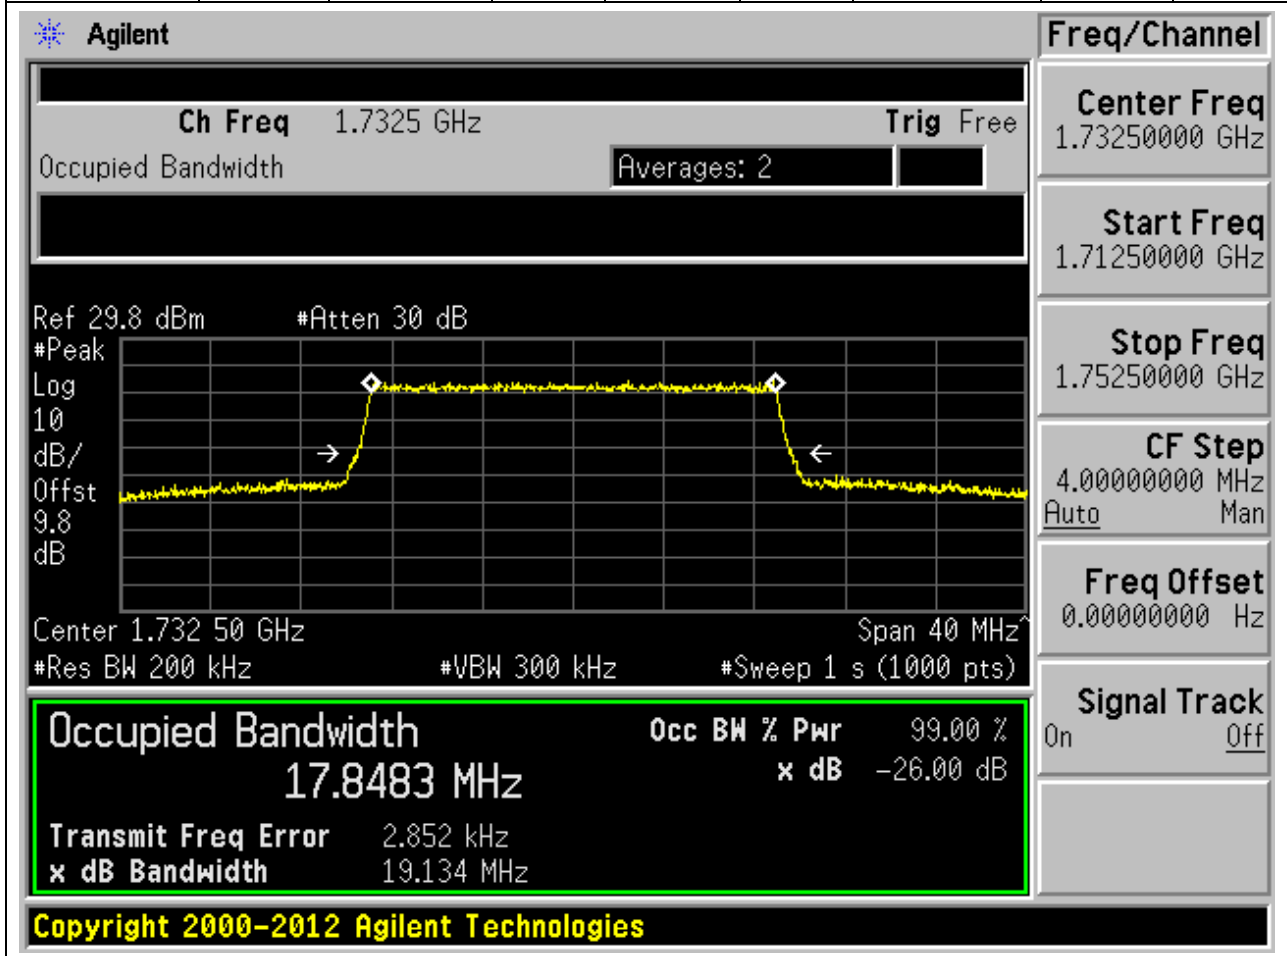 Agilent
Freq/Channel
Ch Freq 1.7325 GHz Trig Free
Occupied Bandwidth Averages: 2
Ref 29.8 dBm #Atten 30 dB
#Peak
Log
10
dB/
Offst
9.8
dB
Center 1.732 50 GHz Span 40 MHz^
#Res BW 200 kHz #VBW 300 kHz #Sweep 1 s (1000 pts)
Occupied Bandwidth
17.8483 MHz
Occ BW % Pwr 99.00 %
x dB -26.00 dB
Transmit Freq Error 2.852 kHz
x dB Bandwidth 19.134 MHz
Copyright 2000-2012 Agilent Technologies
Center Freq
1.73250000 GHz
Start Freq
1.71250000 GHz
Stop Freq
1.75250000 GHz
CF Step
4.00000000 MHz
Auto Man
Freq Offset
0.00000000 Hz
Signal Track
On Off